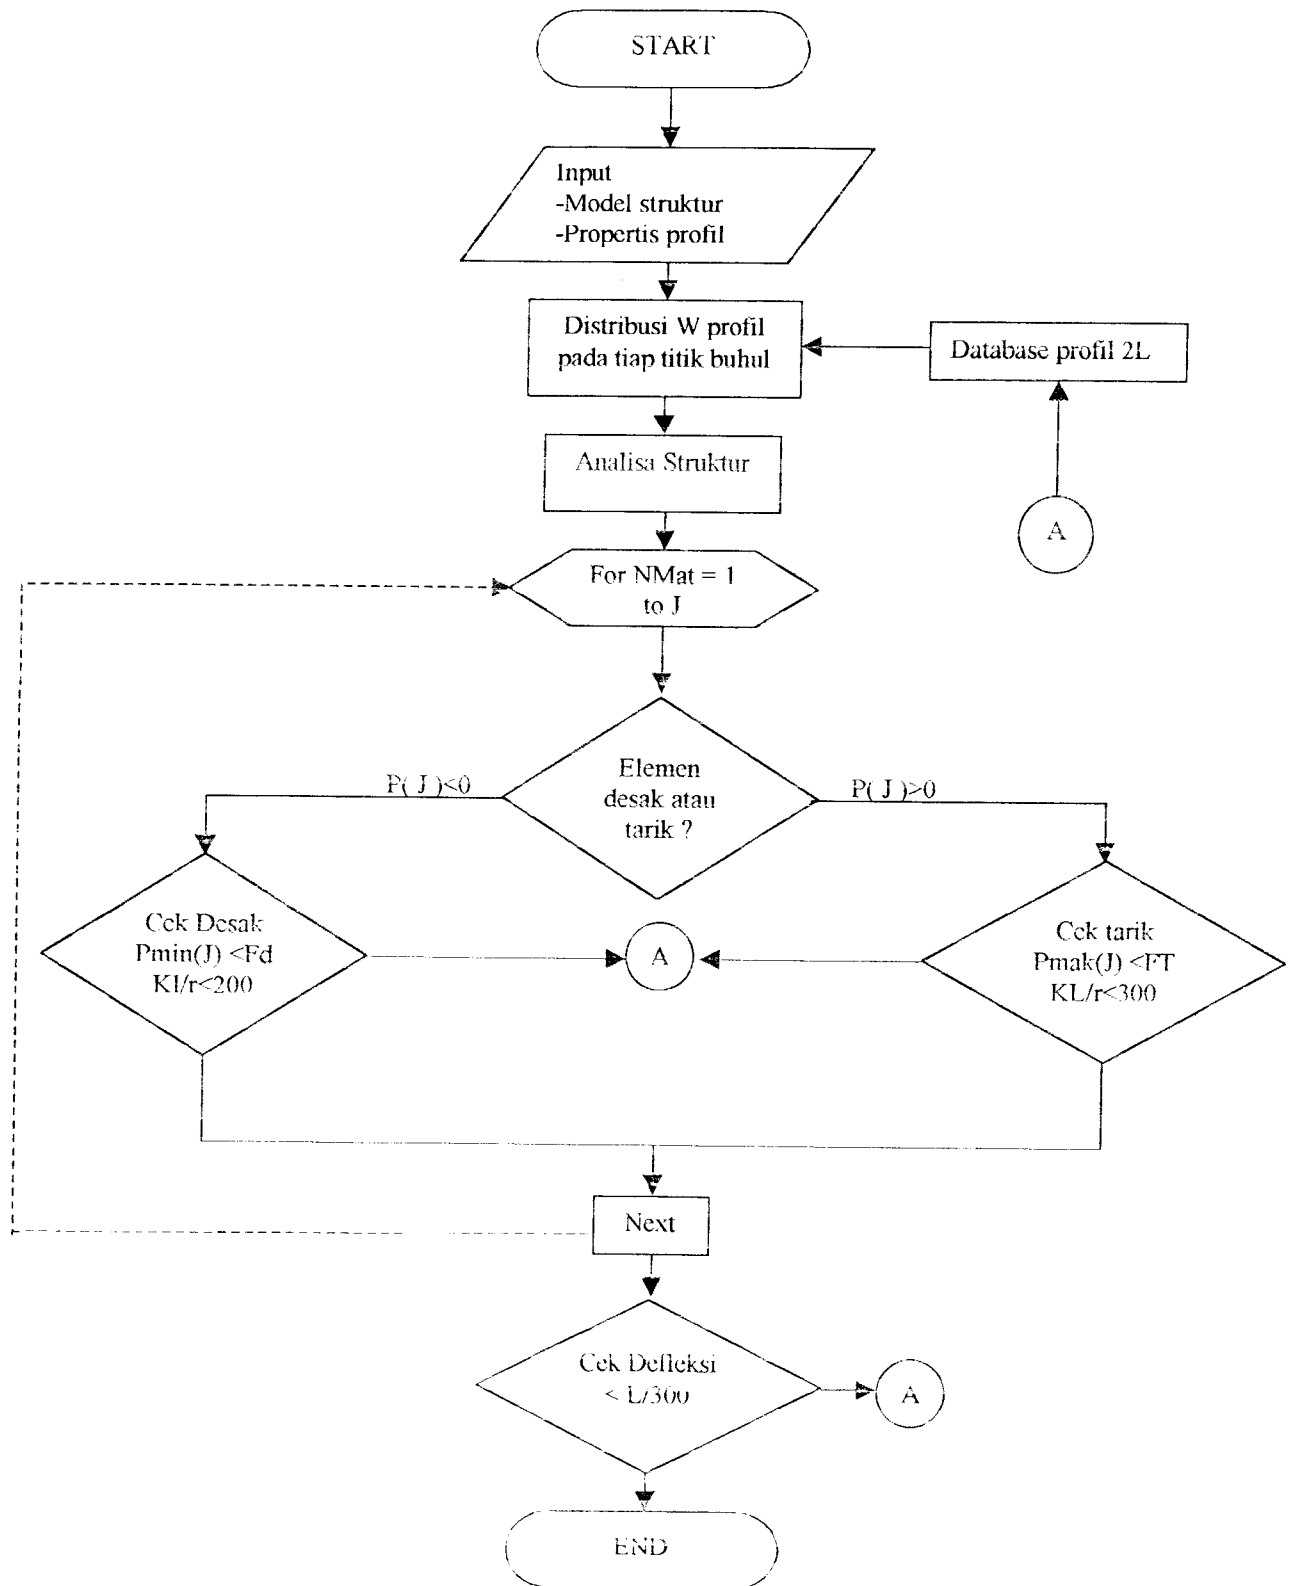 START
Input
-Model struktur
-Propertis profil
Distribusi W profil
pada tiap titik buhul
Database profil 2L
Analisa Struktur
A
For NMat = 1
to J
P( J )<0
Elemen
desak atau
tarik ?
P( J )>0
Cek Desak
Pmin(J) <Fd
Kl/r<200
A
Cek tarik
Pmak(J) <FT
KL/r<300
Next
Cek Defleksi
< L/300
A
END